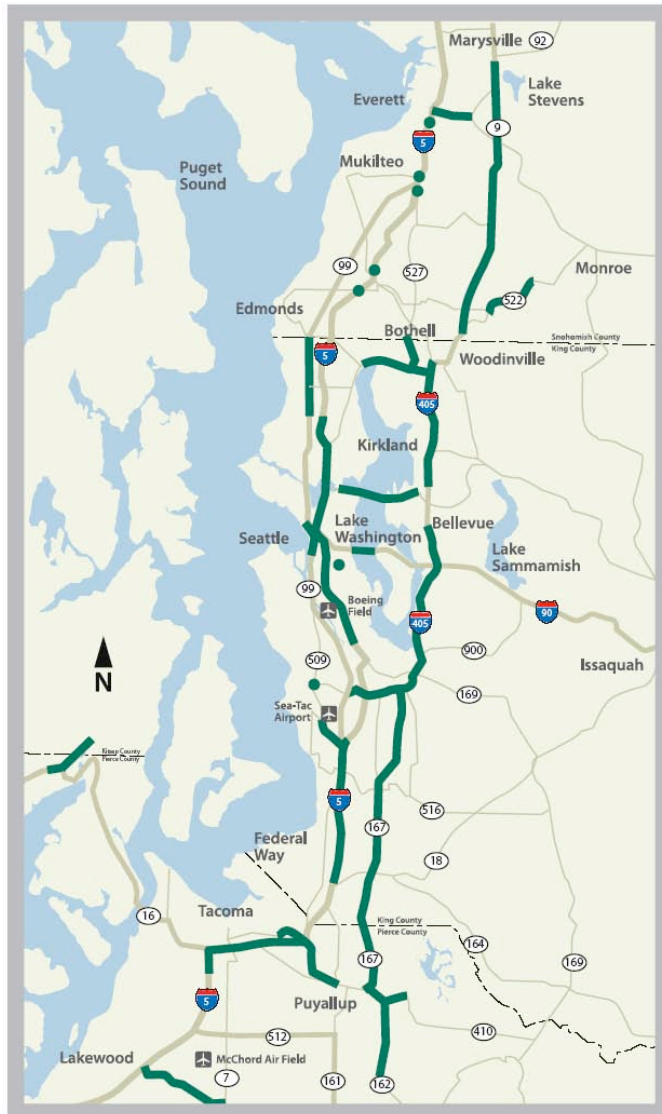 Marysville
92
Everett
Lake
Stevens
9
5
Mukilteo
Puget
Sound
99
527
Monroe
522
Edmonds
Bothell
Snohomish County
King County
5
Woodinville
405
Kirkland
Lake
Washington
Bellevue
Seattle
Lake
Sammamish
99
Boeing
Field
90
405
N
509
900
Issaquah
169
Sea-Tac
Airport
Kitsap County
Pierce County
5
516
167
Federal
Way
18
16
Tacoma
King County
Pierce County
164
167
169
5
Puyallup
410
512
Lakewood
McChord Air Field
7
161
162